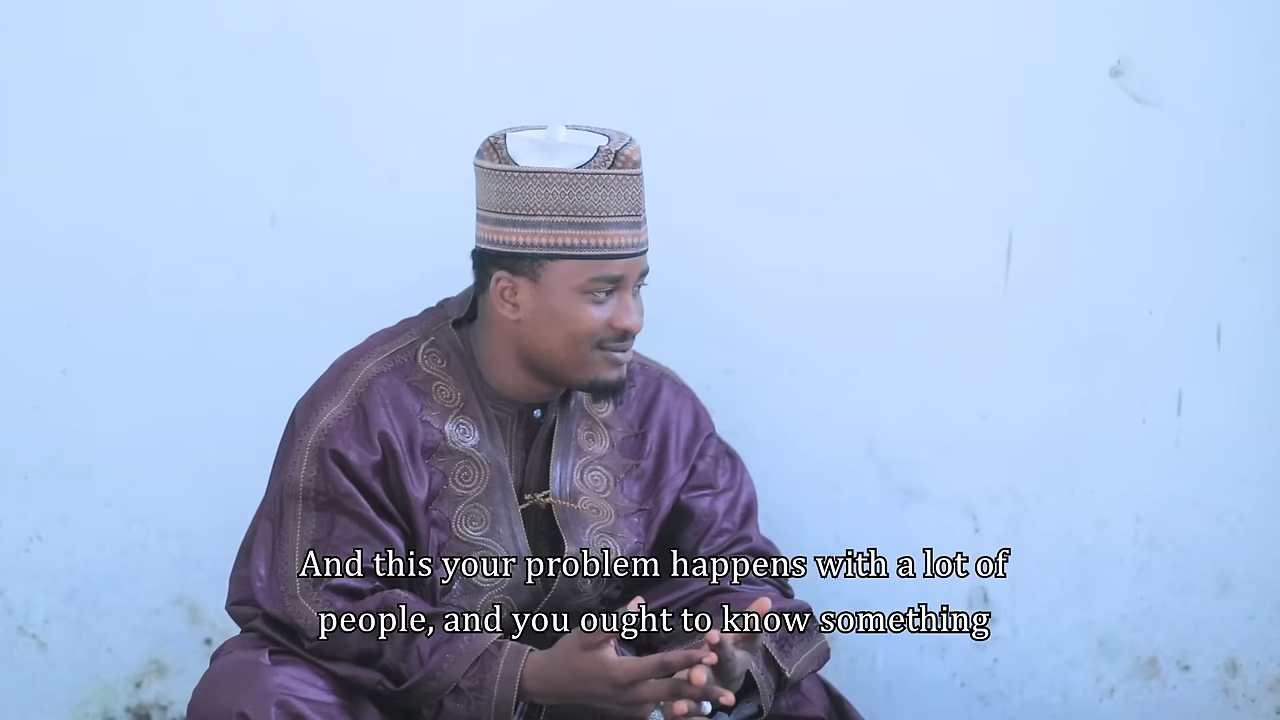 And this your problem happens with a lot of
people, and you ought to know something